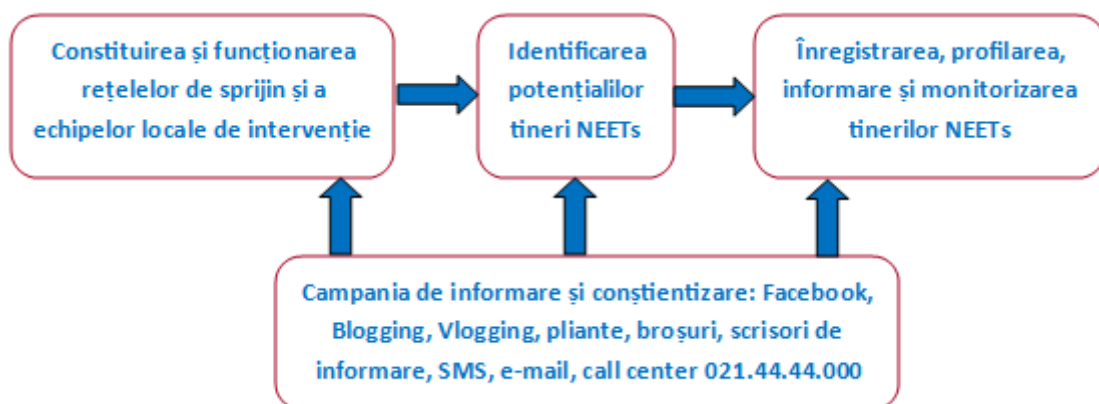 Constituirea și funcționarea
rețelelor de sprijin și a
echipelor locale de intervenție
Identificarea
potențialilor
tineri NEETs
Înregistrarea, profilarea,
informare și monitorizarea
tinerilor NEETs
Campania de informare și conștientizare: Facebook,
Blogging, Vlogging, pliante, broșuri, scrisori de
informare, SMS, e-mail, call center 021.44.44.000